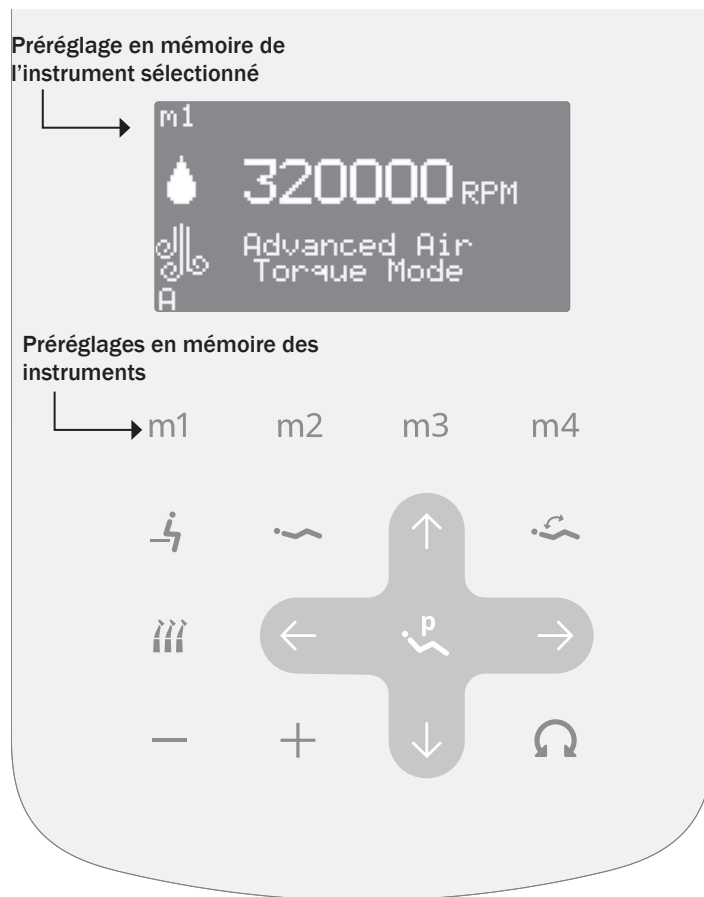 Préréglage en mémoire de
l’instrument sélectionné
m1
320000 RPM
Advanced Air
Torque Mode
A
Préréglages en mémoire des
instruments
m1 m2 m3 m4
p